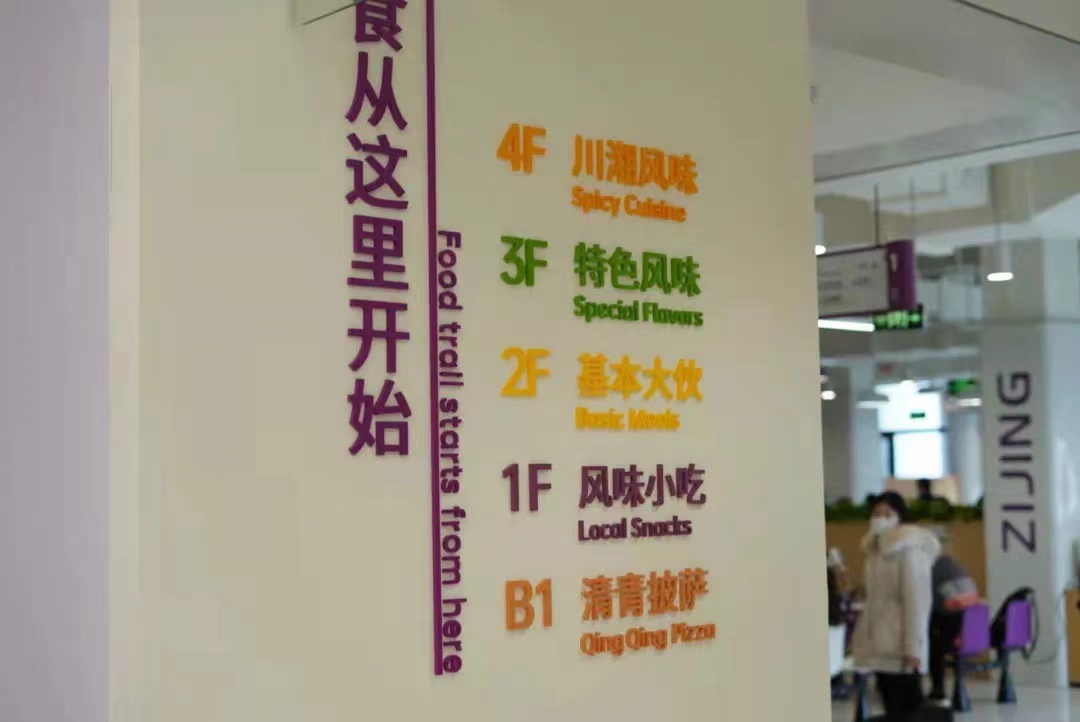 食从这里开始
Food trail starts from here
4F 川湘风味
Spicy Cuisine
3F 特色风味
Special Flavors
2F 基本大伙
Basic Meals
1F 风味小吃
Local Snacks
B1 清青披萨
Qing Qing Pizza
ZIJING